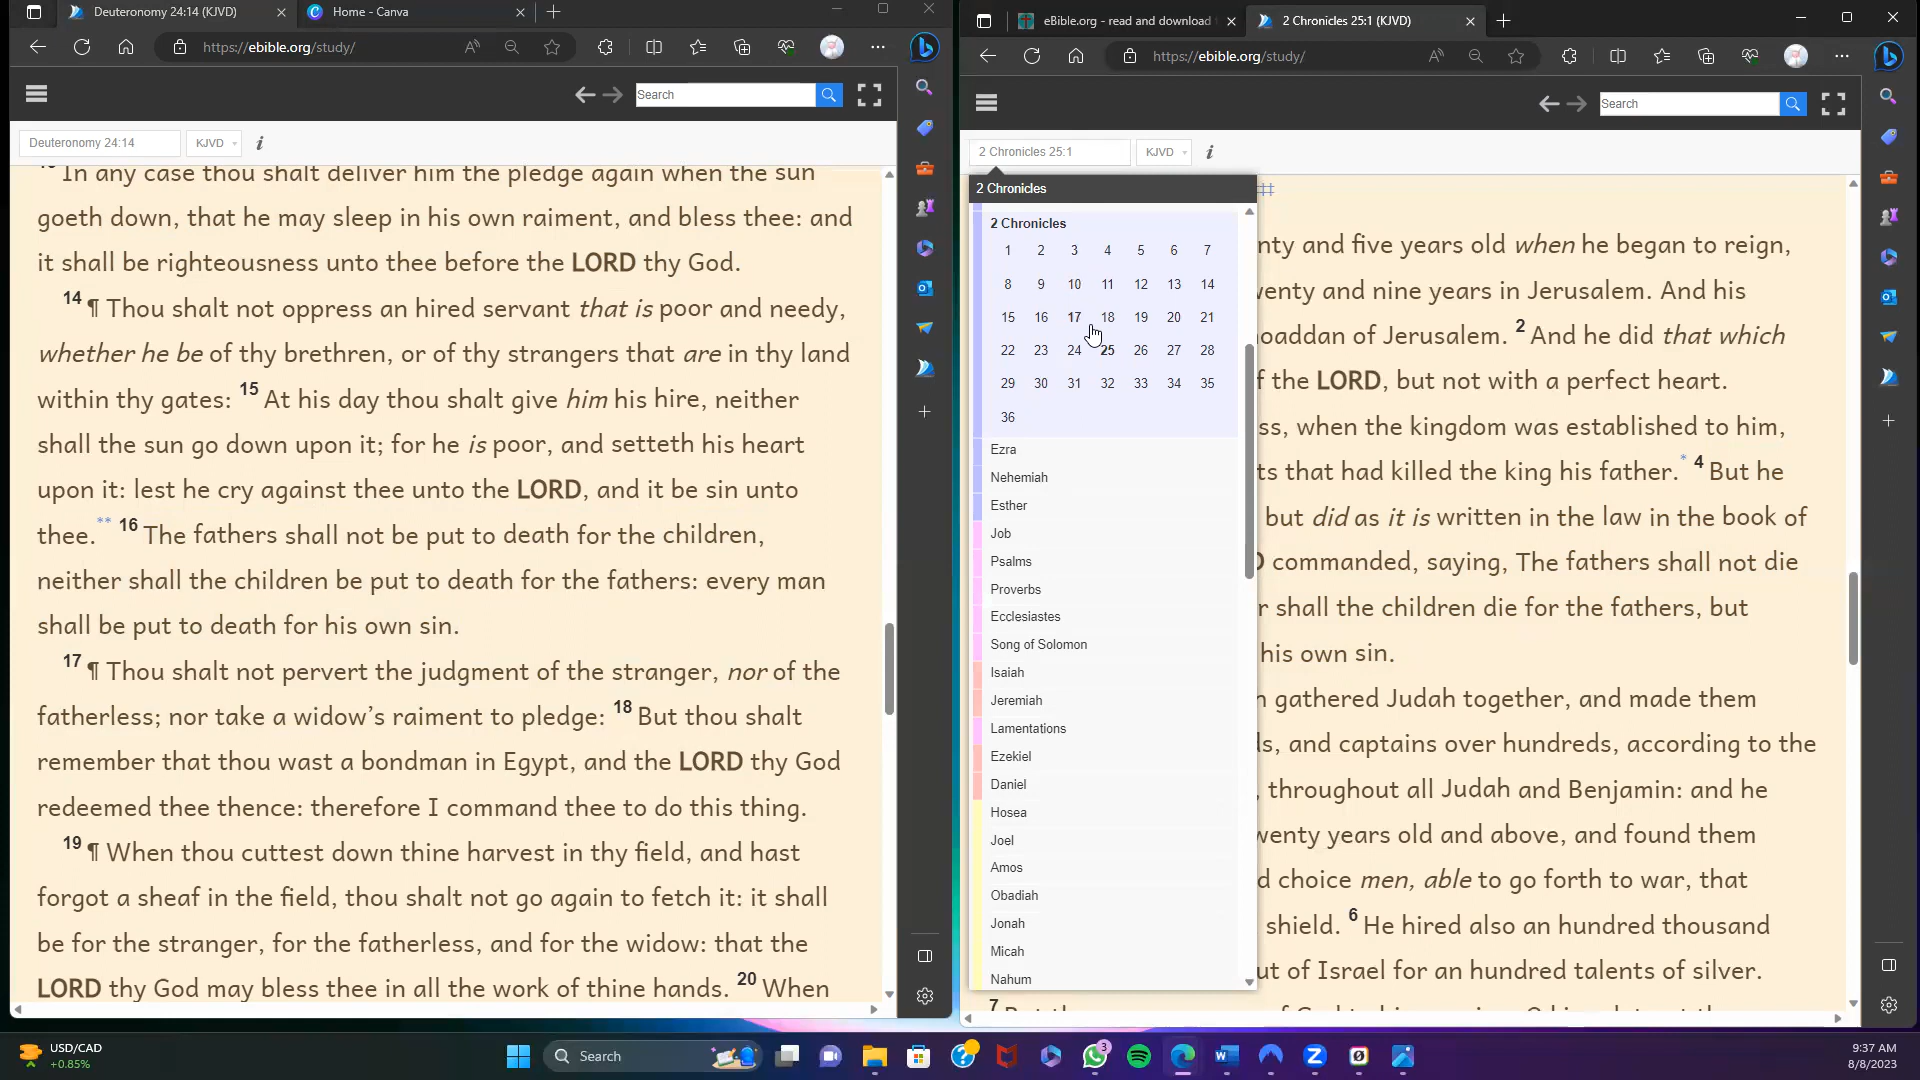 Deuteronomy 24:14 (KJVD)
Home - Canva
https://ebible.org/study/
Search
Deuteronomy 24:14
KJVD
i
In any case thou shalt deliver him the pledge again when the sun
goeth down, that he may sleep in his own raiment, and bless thee: and
it shall be righteousness unto thee before the LORD thy God.
14 ¶ Thou shalt not oppress an hired servant that is poor and needy,
whether he be of thy brethren, or of thy strangers that are in thy land
within thy gates: 15 At his day thou shalt give him his hire, neither
shall the sun go down upon it; for he is poor, and setteth his heart
upon it: lest he cry against thee unto the LORD, and it be sin unto
thee. ** 16 The fathers shall not be put to death for the children,
neither shall the children be put to death for the fathers: every man
shall be put to death for his own sin.
17 ¶ Thou shalt not pervert the judgment of the stranger, nor of the
fatherless; nor take a widow’s raiment to pledge: 18 But thou shalt
remember that thou wast a bondman in Egypt, and the LORD thy God
redeemed thee thence: therefore I command thee to do this thing.
19 ¶ When thou cuttest down thine harvest in thy field, and hast
forgot a sheaf in the field, thou shalt not go again to fetch it: it shall
be for the stranger, for the fatherless, and for the widow: that the
LORD thy God may bless thee in all the work of thine hands. 20 When
eBible.org - read and download
2 Chronicles 25:1 (KJVD)
https://ebible.org/study/
Search
2 Chronicles 25:1
KJVD
i
2 Chronicles
2 Chronicles
1 2 3 4 5 6 7
8 9 10 11 12 13 14
15 16 17 18 19 20 21
22 23 24 25 26 27 28
29 30 31 32 33 34 35
36
Ezra
Nehemiah
Esther
Job
Psalms
Proverbs
Ecclesiastes
Song of Solomon
Isaiah
Jeremiah
Lamentations
Ezekiel
Daniel
Hosea
Joel
Amos
Obadiah
Jonah
Micah
Nahum
nty and five years old when he began to reign,
wenty and nine years in Jerusalem. And his
oaddan of Jerusalem. 2 And he did that which
f the LORD, but not with a perfect heart.
ss, when the kingdom was established to him,
ts that had killed the king his father. * 4 But he
but did as it is written in the law in the book of
commanded, saying, The fathers shall not die
r shall the children die for the fathers, but
his own sin.
gathered Judah together, and made them
ds, and captains over hundreds, according to the
, throughout all Judah and Benjamin: and he
wenty years old and above, and found them
d choice men, able to go forth to war, that
shield. 6 He hired also an hundred thousand
ut of Israel for an hundred talents of silver.
7
USD/CAD
+0.85%
Search
3
9:37 AM
8/8/2023